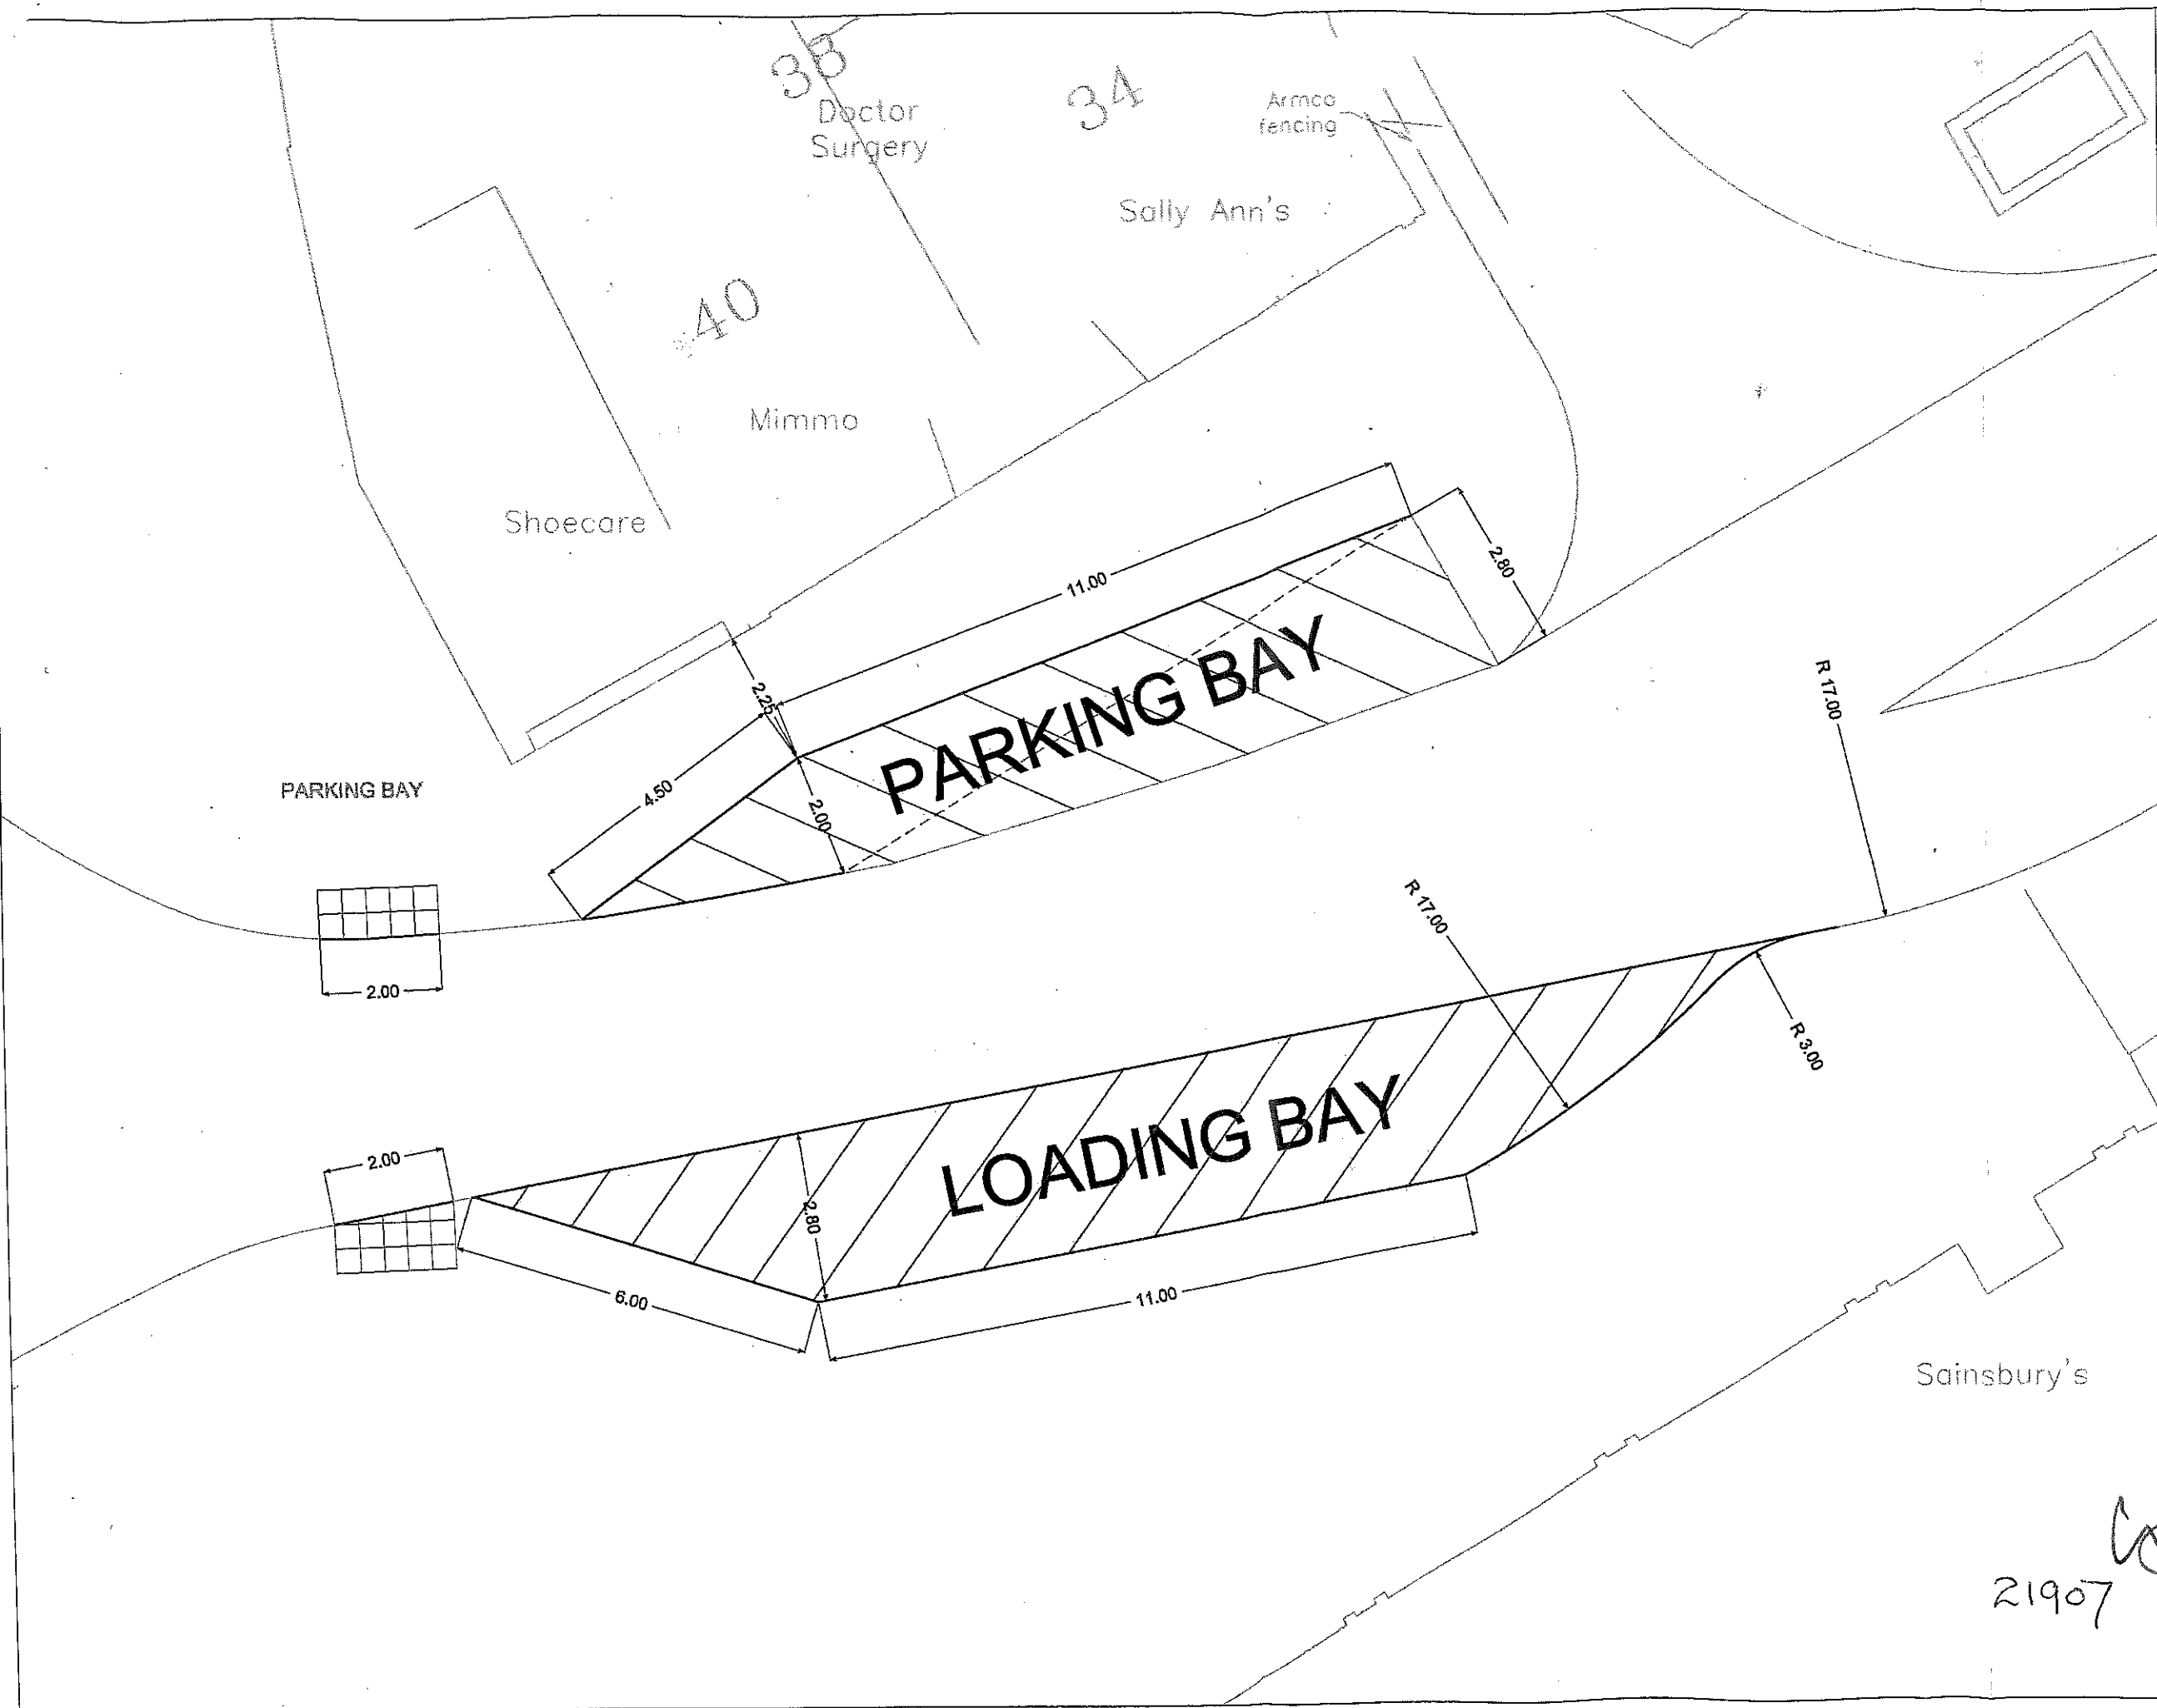 38
Doctor
Surgery
34
Armco
fencing
Sally Ann's
40
Mimmo
Shoecare
11.00
2.80
2.25
4.50
2.00
PARKING BAY
PARKING BAY
R 17.00
2.00
R 17.00
R 3.00
2.00
LOADING BAY
2.80
6.00
11.00
Sainsbury's
21907